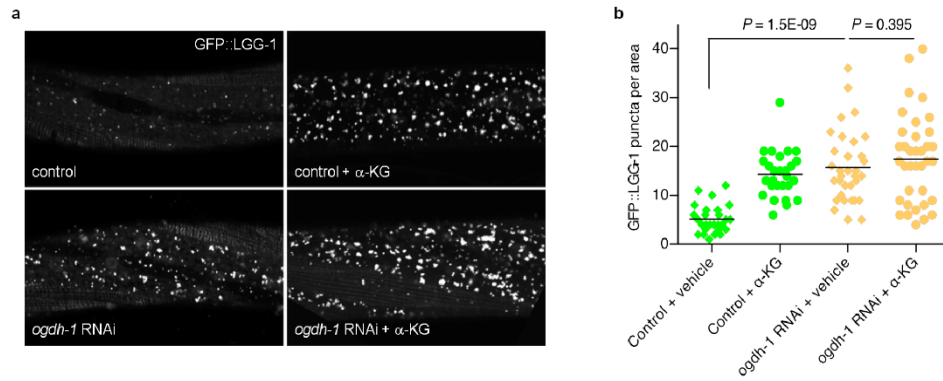 a
GFP::LGG-1
control
control + α-KG
ogdh-1 RNAi
ogdh-1 RNAi + α-KG
b
P = 1.5E-09
P = 0.395
GFP::LGG-1 puncta per area
40
30
20
10
0
Control + vehicle
Control + α-KG
ogdh-1 RNAi + vehicle
ogdh-1 RNAi + α-KG